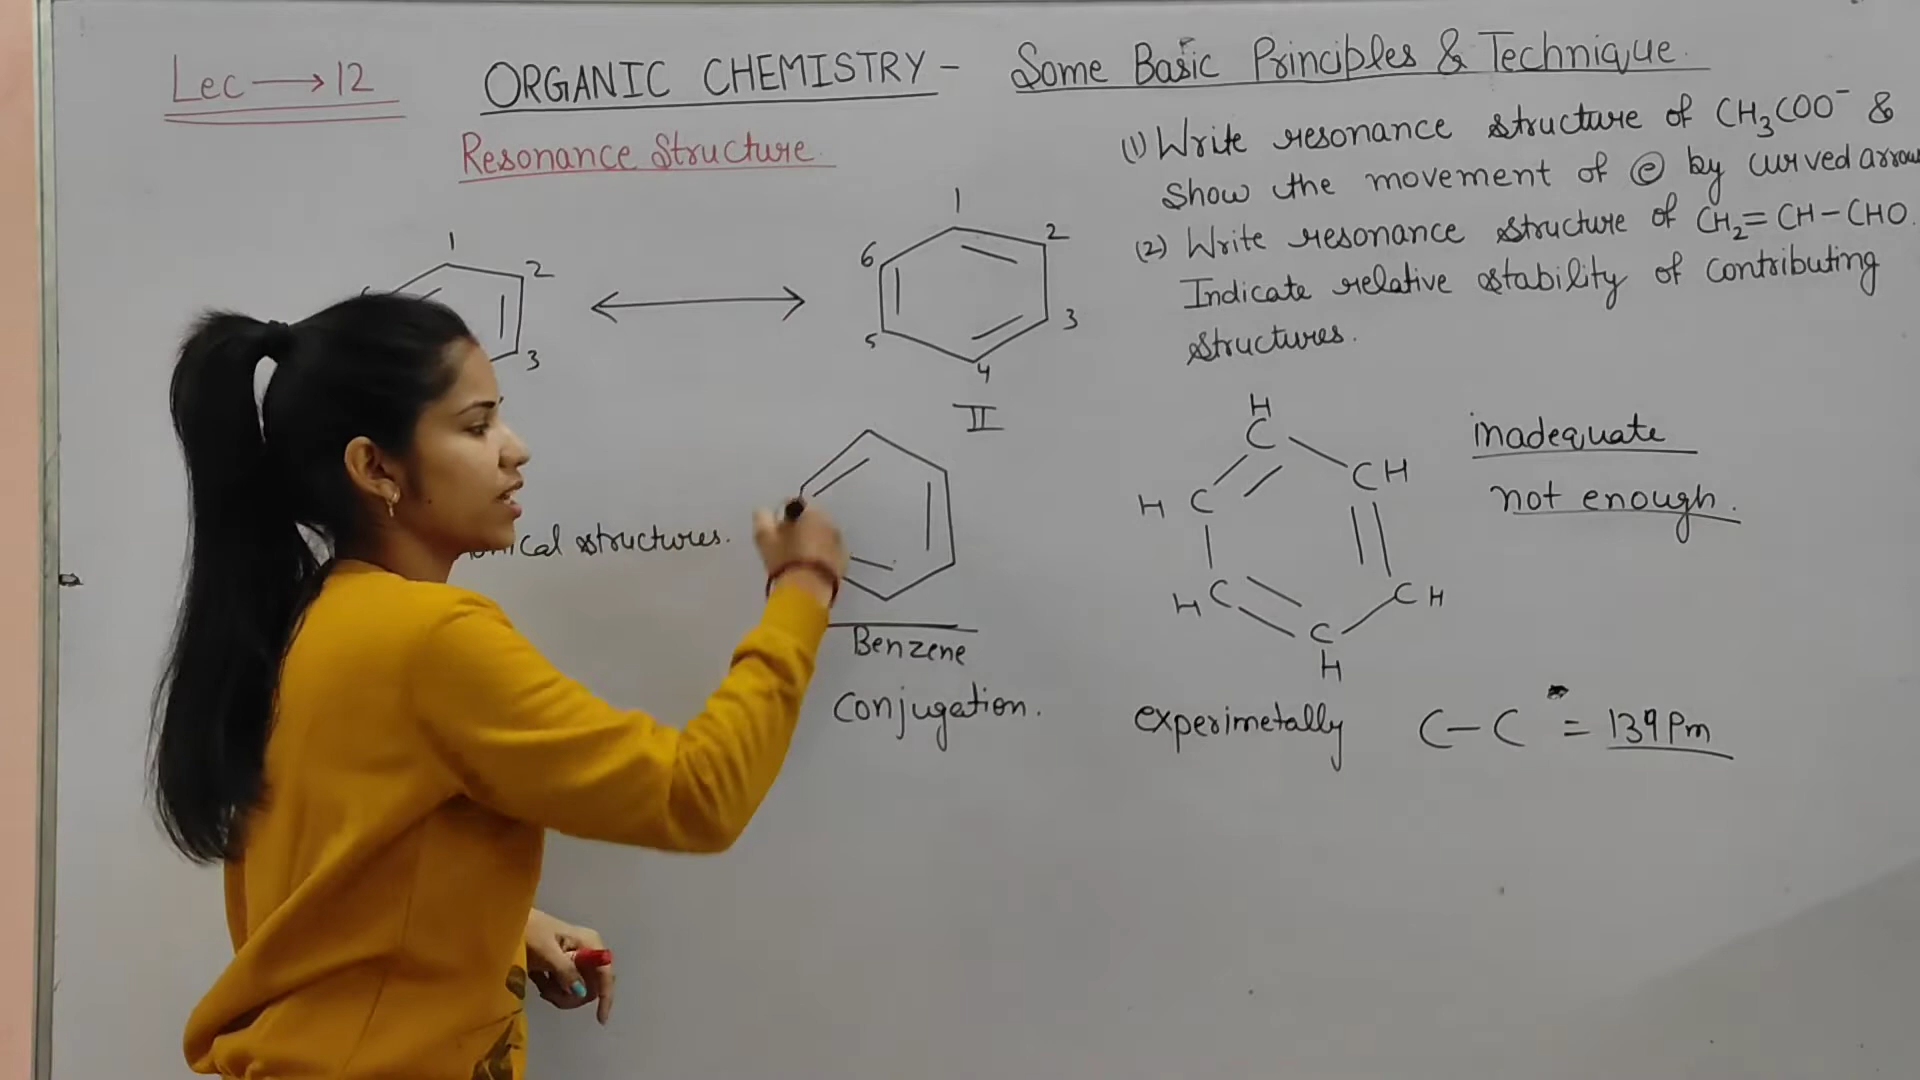 Lec → 12
ORGANIC CHEMISTRY - Some Basic Principles & Technique.
Resonance Structure
(1) Write resonance structure of CH₃COO⁻ &
Show the movement of ⓔ by curved arrow
(2) Write resonance structure of CH₂=CH-CHO.
Indicate relative stability of contributing
structures.
1
2
3
1
2
3
4
5
6
II
structures.
Benzene
conjugation.
H
C
CH
H C
H C
CH
C
H
inadequate
not enough.
experimetally C-C = 139 Pm